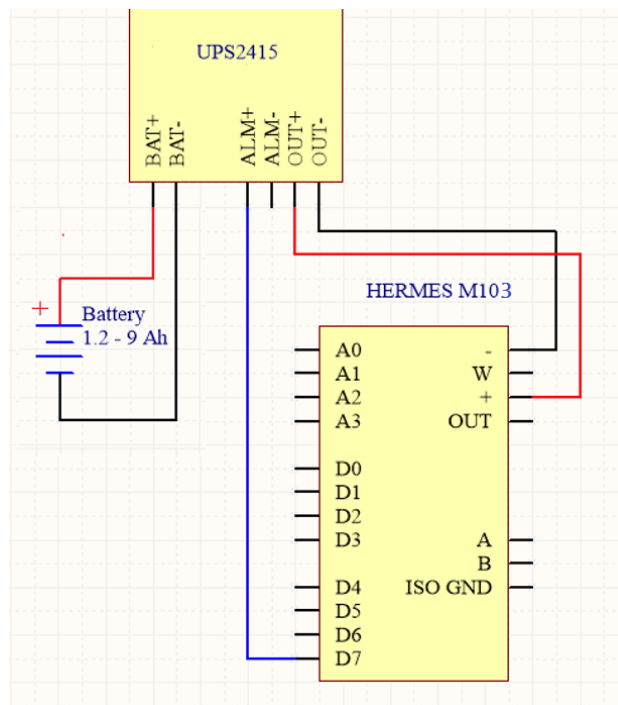 UPS2415
BAT+
BAT-
ALM+
ALM-
OUT+
OUT-
+
Battery
1.2 - 9 Ah
HERMES M103
A0
-
A1
W
A2
+
A3
OUT
D0
D1
D2
D3
A
B
D4
ISO GND
D5
D6
D7